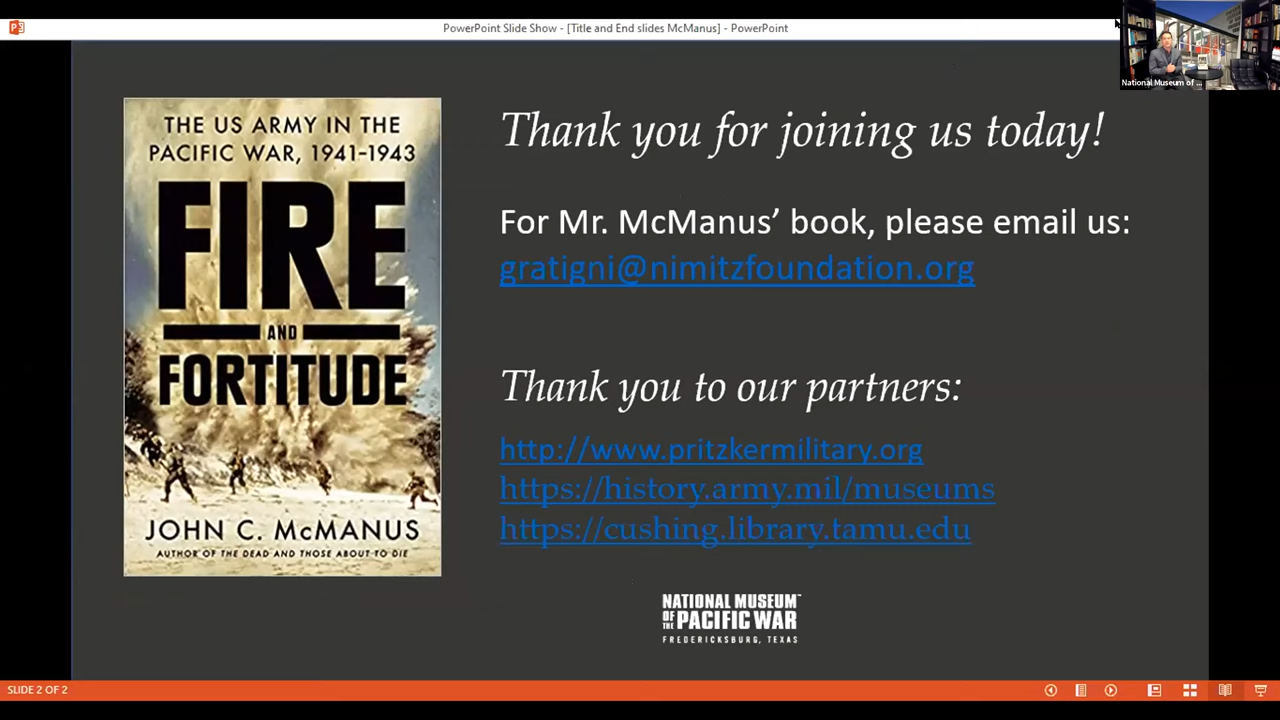 PowerPoint Slide Show - [Title and End slides McManus] - PowerPoint
National Museum of ...
THE US ARMY IN THE
PACIFIC WAR, 1941-1943
FIRE
AND
FORTITUDE
JOHN C. McMANUS
AUTHOR OF THE DEAD AND THOSE ABOUT TO DIE
Thank you for joining us today!
For Mr. McManus’ book, please email us:
gratigni@nimitzfoundation.org
Thank you to our partners:
http://www.pritzkermilitary.org
https://history.army.mil/museums
https://cushing.library.tamu.edu
NATIONAL MUSEUM
OF THE PACIFIC WAR
FREDERICKSBURG, TEXAS
SLIDE 2 OF 2